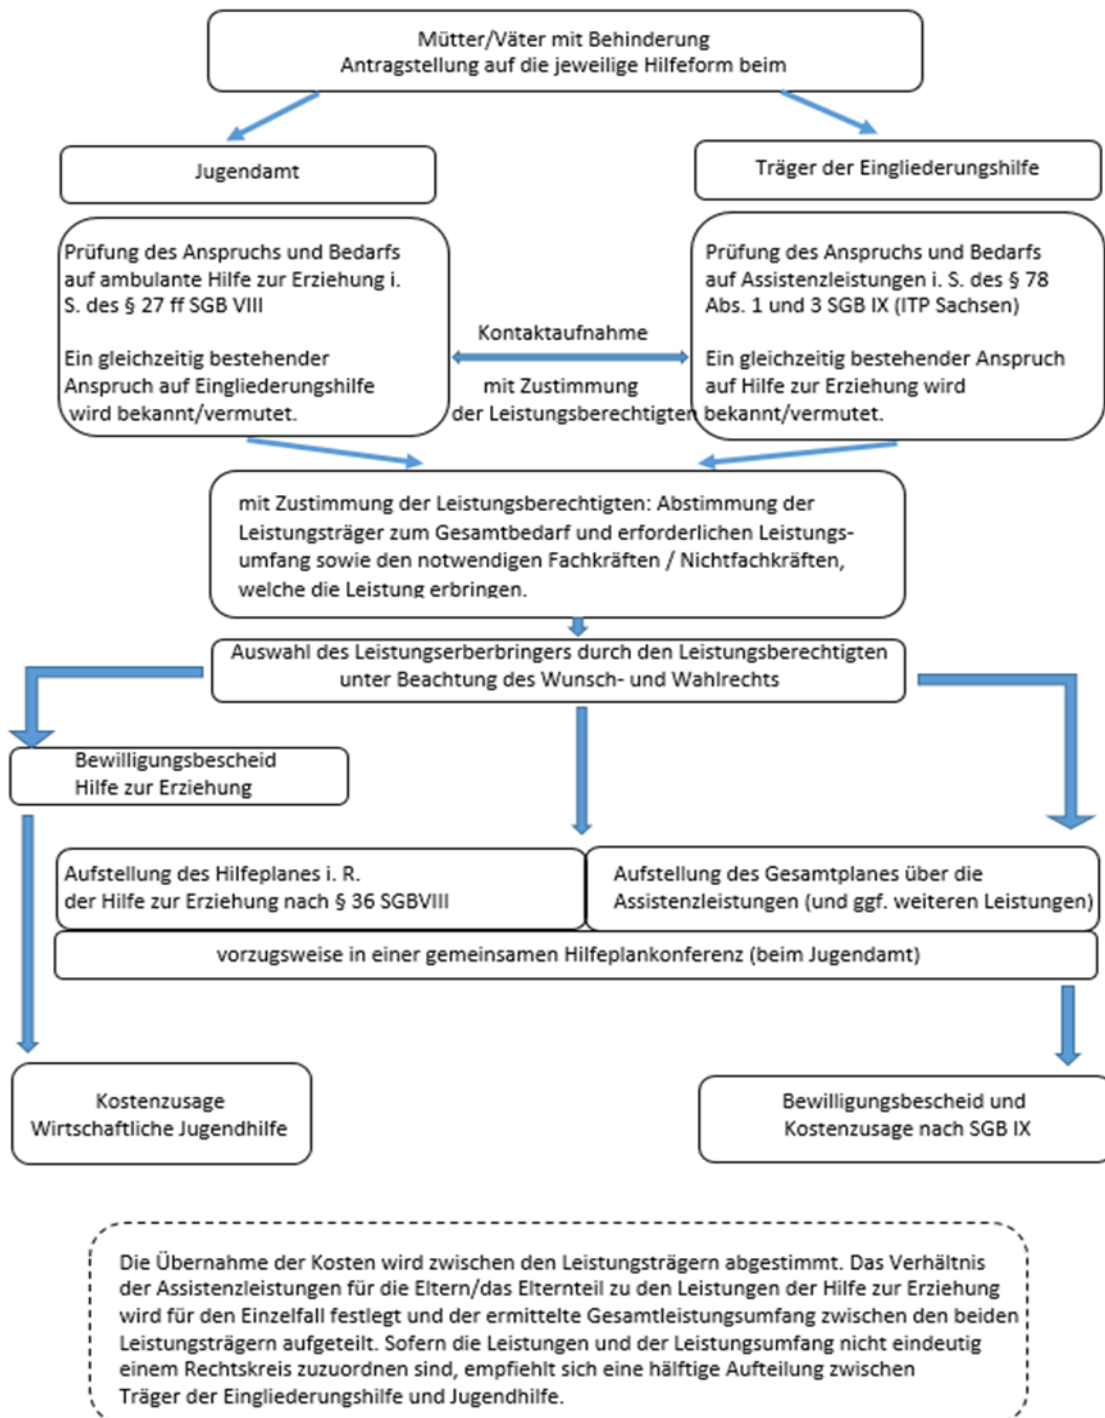 Mütter/Väter mit Behinderung
Antragstellung auf die jeweilige Hilfeform beim
Jugendamt
Träger der Eingliederungshilfe
Prüfung des Anspruchs und Bedarfs
auf ambulante Hilfe zur Erziehung i.
S. des § 27 ff SGB VIII
Ein gleichzeitig bestehender
Anspruch auf Eingliederungshilfe
wird bekannt/vermutet.
Kontaktaufnahme
mit Zustimmung
der Leistungsberechtigten
Prüfung des Anspruchs und Bedarfs
auf Assistenzleistungen i. S. des § 78
Abs. 1 und 3 SGB IX (ITP Sachsen)
Ein gleichzeitig bestehender Anspruch
auf Hilfe zur Erziehung wird
bekannt/vermutet.
mit Zustimmung der Leistungsberechtigten: Abstimmung der
Leistungsträger zum Gesamtbedarf und erforderlichen Leistungs-
umfang sowie den notwendigen Fachkräften / Nichtfachkräften,
welche die Leistung erbringen.
Auswahl des Leistungserberbringers durch den Leistungsberechtigten
unter Beachtung des Wunsch- und Wahlrechts
Bewilligungsbescheid
Hilfe zur Erziehung
Aufstellung des Hilfeplanes i. R.
der Hilfe zur Erziehung nach § 36 SGBVIII
Aufstellung des Gesamtplanes über die
Assistenzleistungen (und ggf. weiteren Leistungen)
vorzugsweise in einer gemeinsamen Hilfeplankonferenz (beim Jugendamt)
Kostenzusage
Wirtschaftliche Jugendhilfe
Bewilligungsbescheid und
Kostenzusage nach SGB IX
Die Übernahme der Kosten wird zwischen den Leistungsträgern abgestimmt. Das Verhältnis
der Assistenzleistungen für die Eltern/das Elternteil zu den Leistungen der Hilfe zur Erziehung
wird für den Einzelfall festlegt und der ermittelte Gesamtleistungsumfang zwischen den beiden
Leistungsträgern aufgeteilt. Sofern die Leistungen und der Leistungsumfang nicht eindeutig
einem Rechtskreis zuzuordnen sind, empfiehlt sich eine hälftige Aufteilung zwischen
Träger der Eingliederungshilfe und Jugendhilfe.